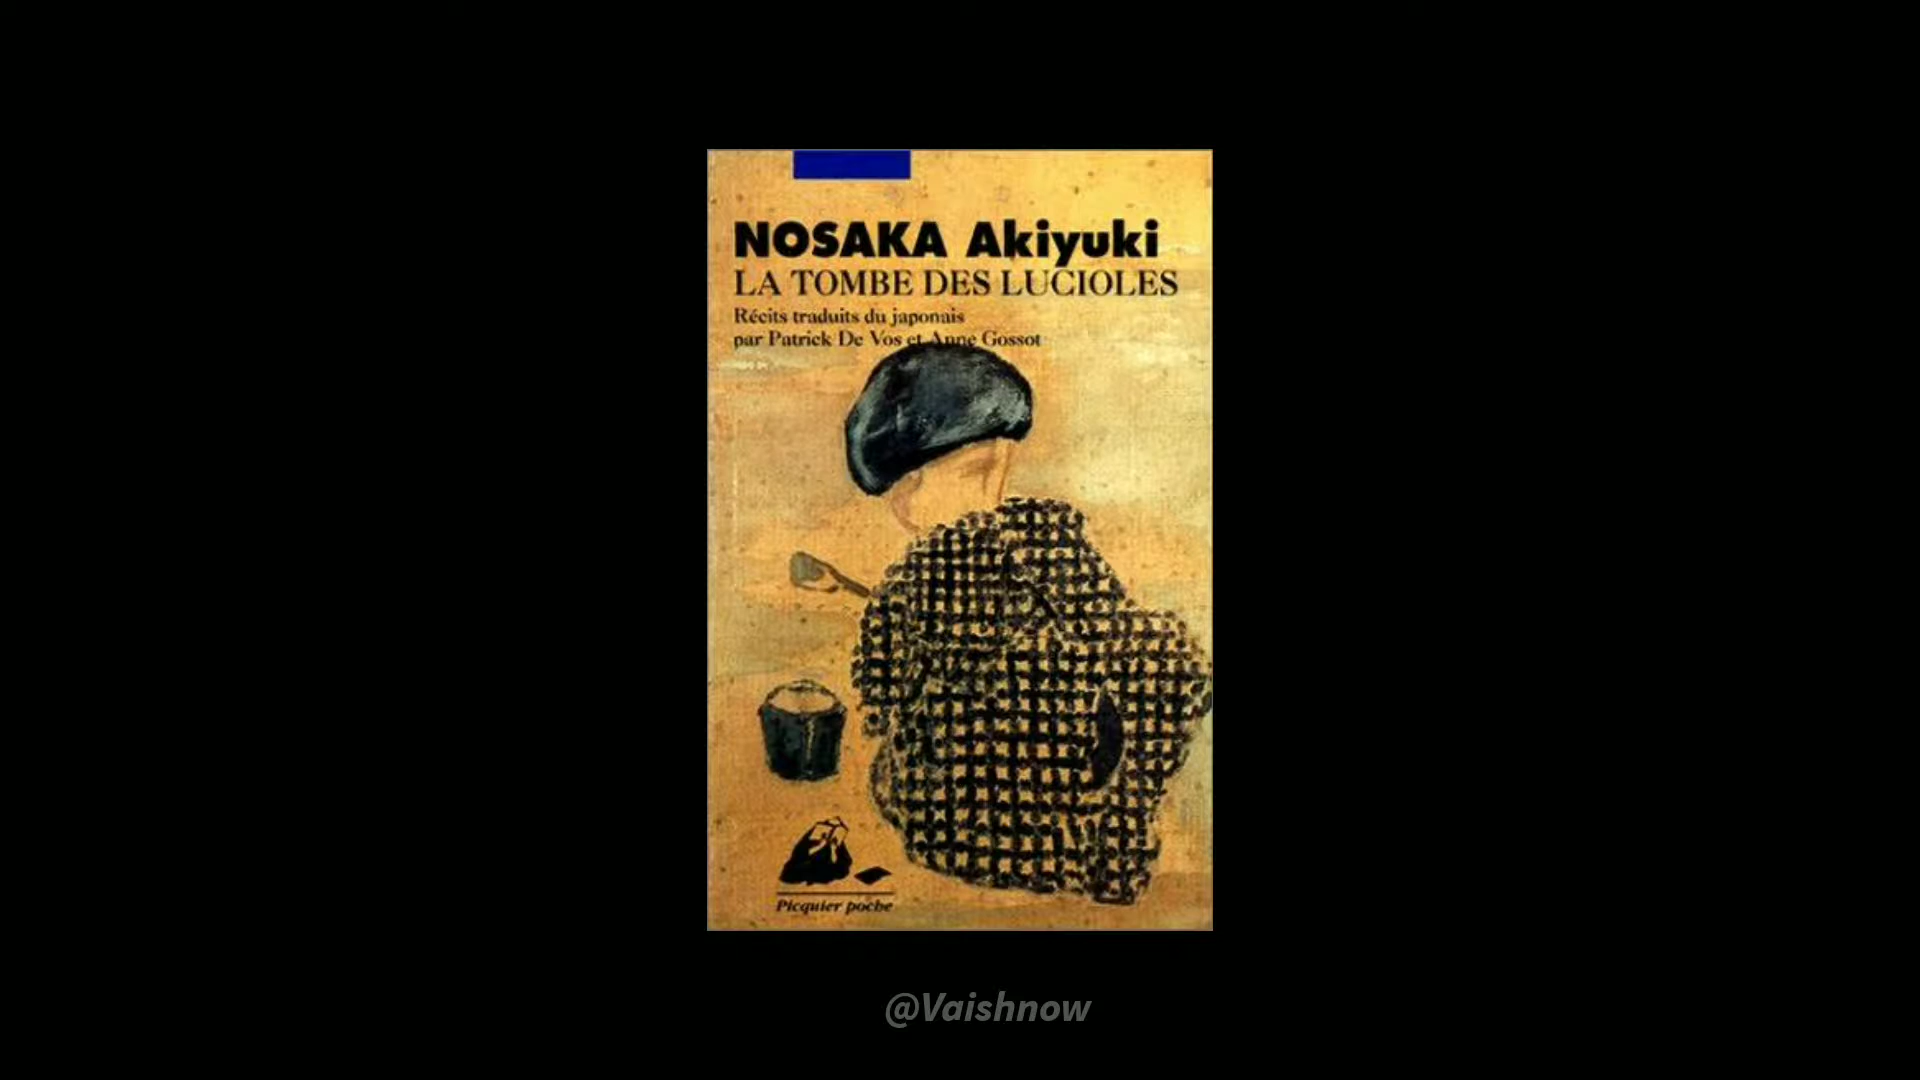 NOSAKA Akiyuki
LA TOMBE DES LUCIOLES
Récits traduits du japonais
par Patrick De Vos et Anne Gossot
Picquier poche
@Vaishnow